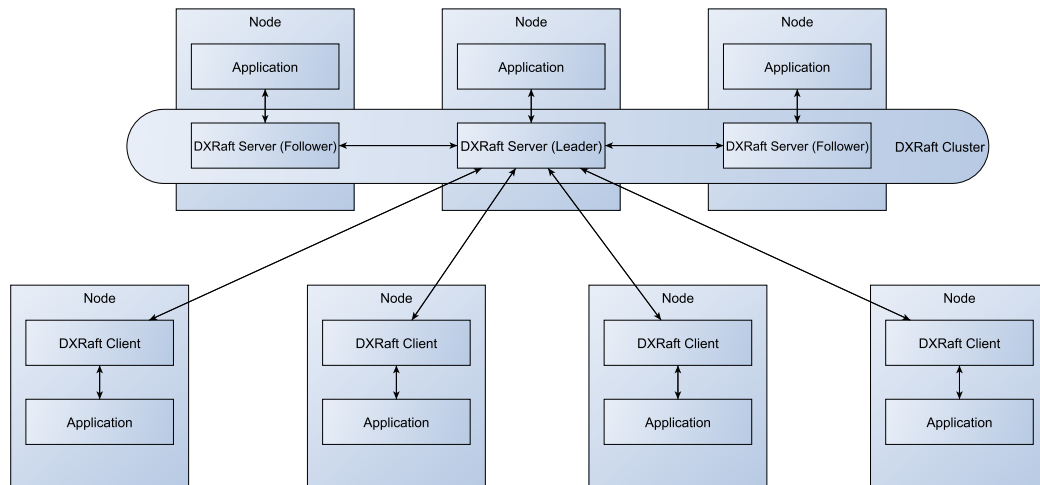 Node
Node
Node
Application
Application
Application
DXRaft Server (Follower)
DXRaft Server (Leader)
DXRaft Server (Follower)
DXRaft Cluster
Node
Node
Node
Node
DXRaft Client
DXRaft Client
DXRaft Client
DXRaft Client
Application
Application
Application
Application